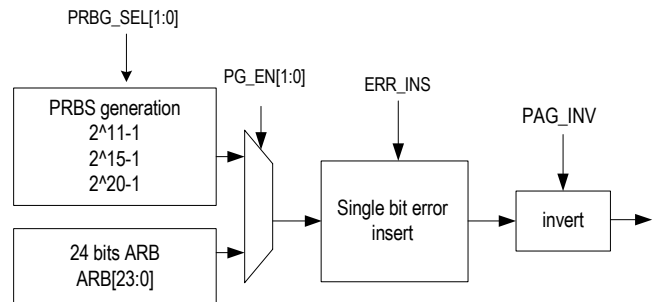 PRBG_SEL[1:0]
PRBS generation
2^11-1
2^15-1
2^20-1
PG_EN[1:0]
ERR_INS
PAG_INV
Single bit error
insert
invert
24 bits ARB
ARB[23:0]